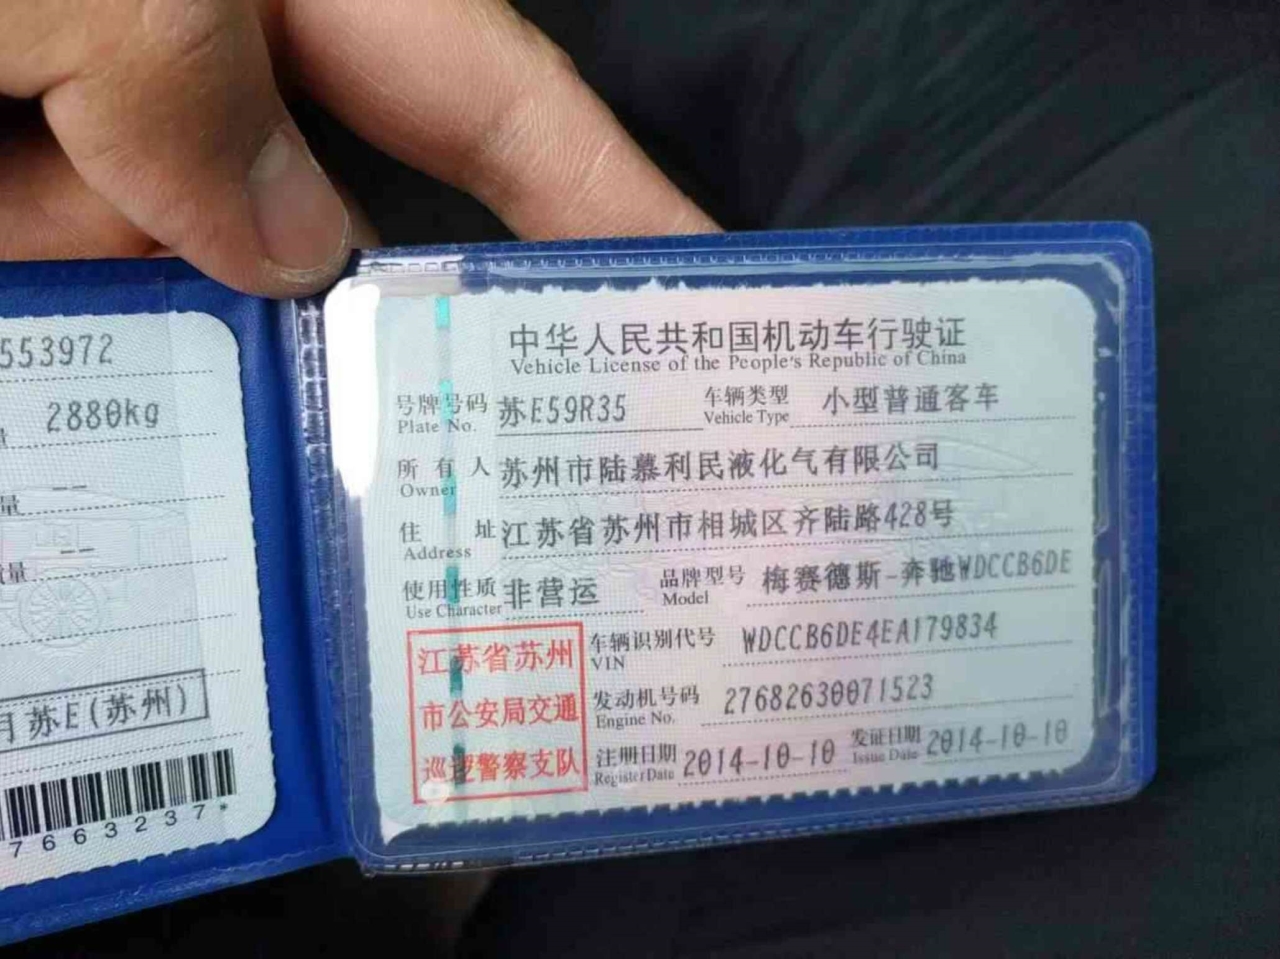 553972
2880kg
量
量
月苏E(苏州)
7663237*
中华人民共和国机动车行驶证
Vehicle License of the People's Republic of China
号牌号码 苏E59R35 车辆类型 小型普通客车
Plate No. Vehicle Type
所有人 苏州市陆慕利民液化气有限公司
Owner
住址 江苏省苏州市相城区齐陆路428号
Address
使用性质 非营运 品牌型号 梅赛德斯-奔驰WDCCB6DE
Use Character Model
车辆识别代号 WDCCB6DE4EA179834
VIN
发动机号码 27682630071523
Engine No.
注册日期 2014-10-10 发证日期 2014-10-10
Register Date Issue Date
江苏省苏州
市公安局交通
巡逻警察支队